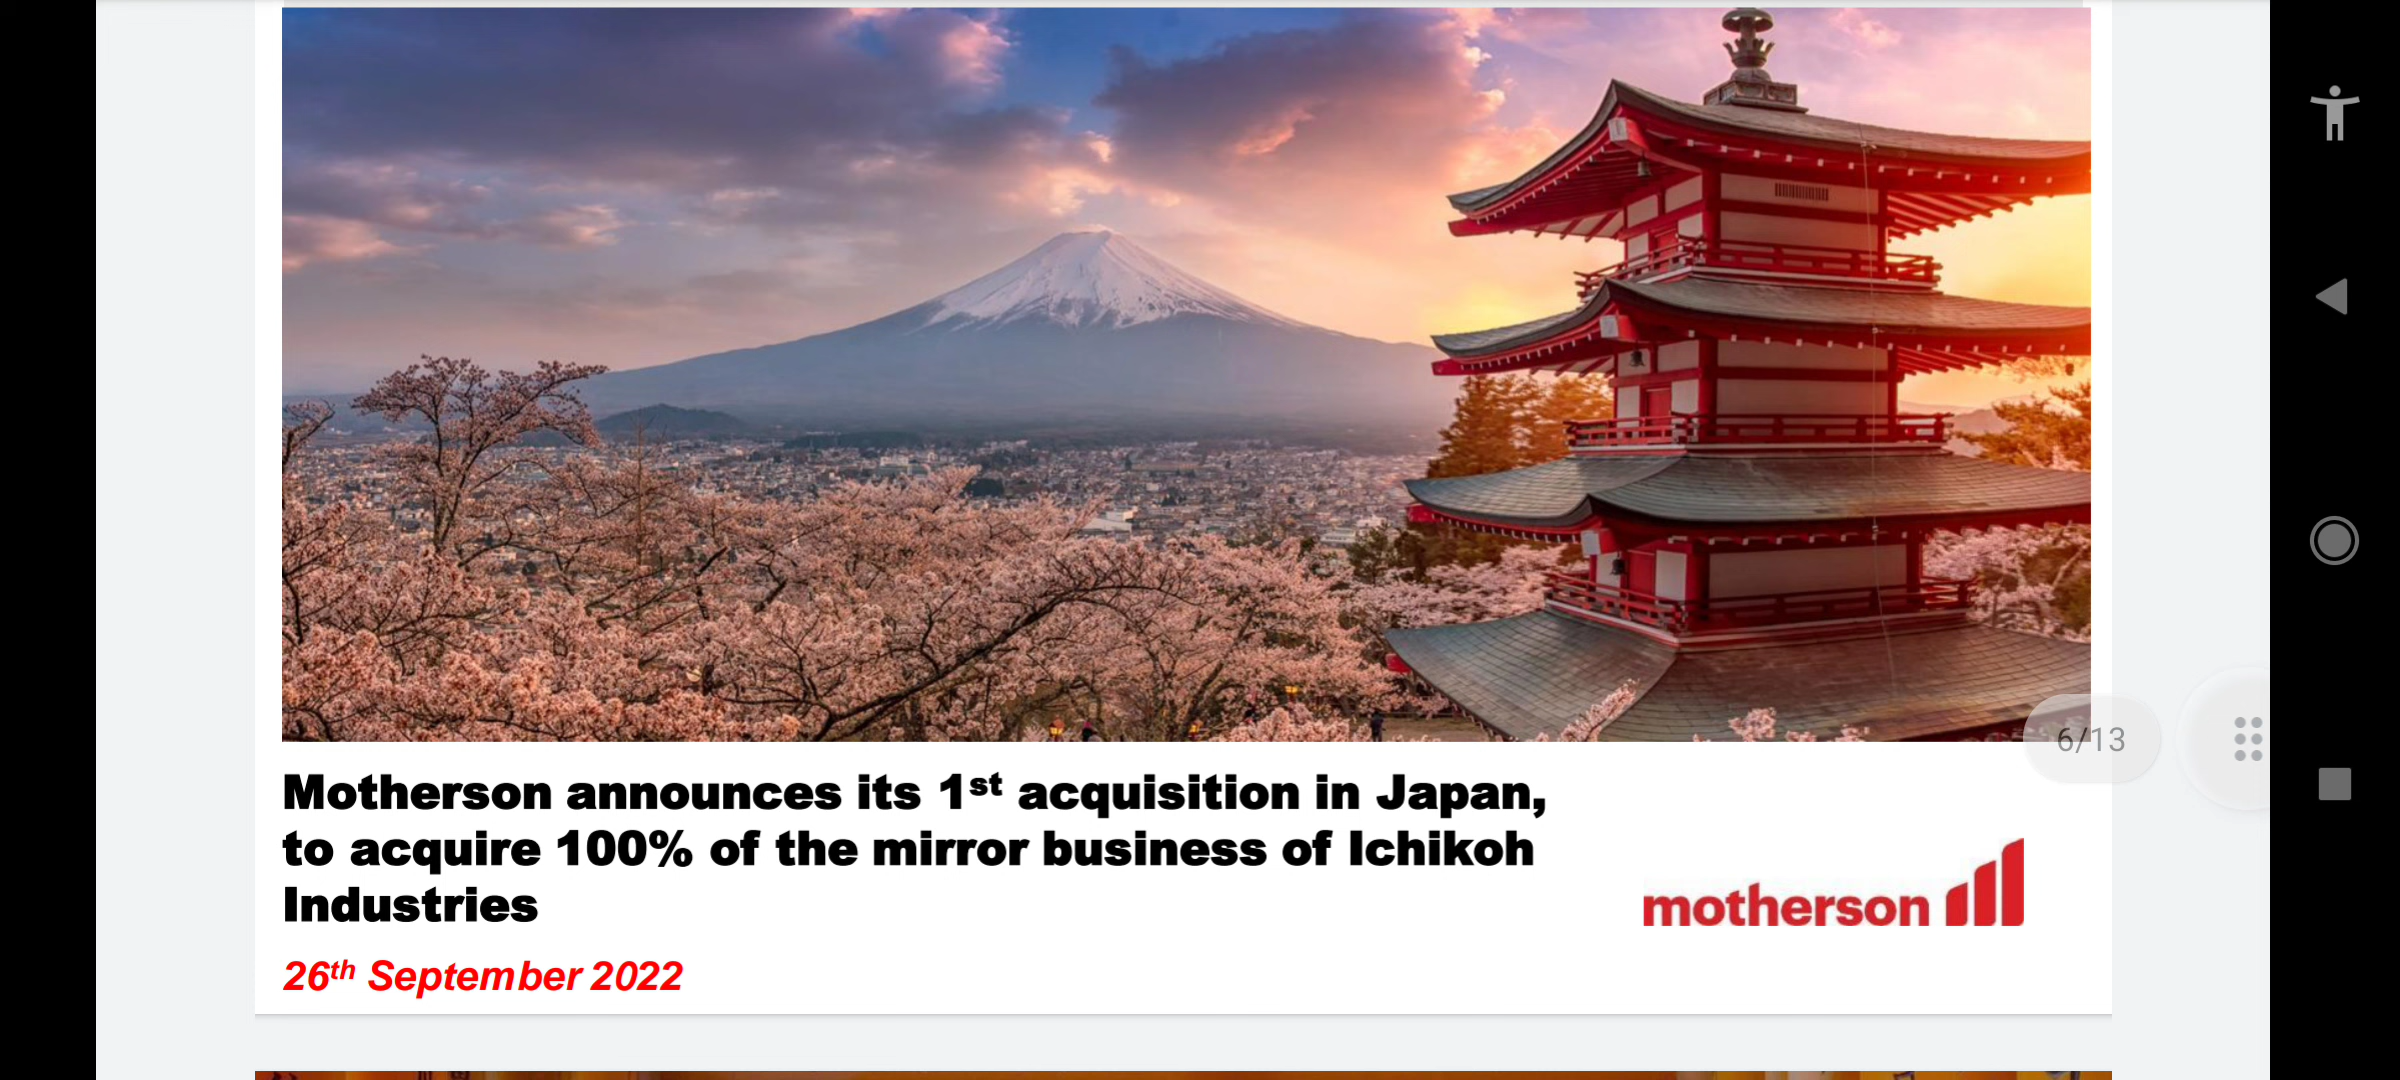 6/13
Motherson announces its 1st acquisition in Japan,
to acquire 100% of the mirror business of Ichikoh
Industries
motherson
26th September 2022